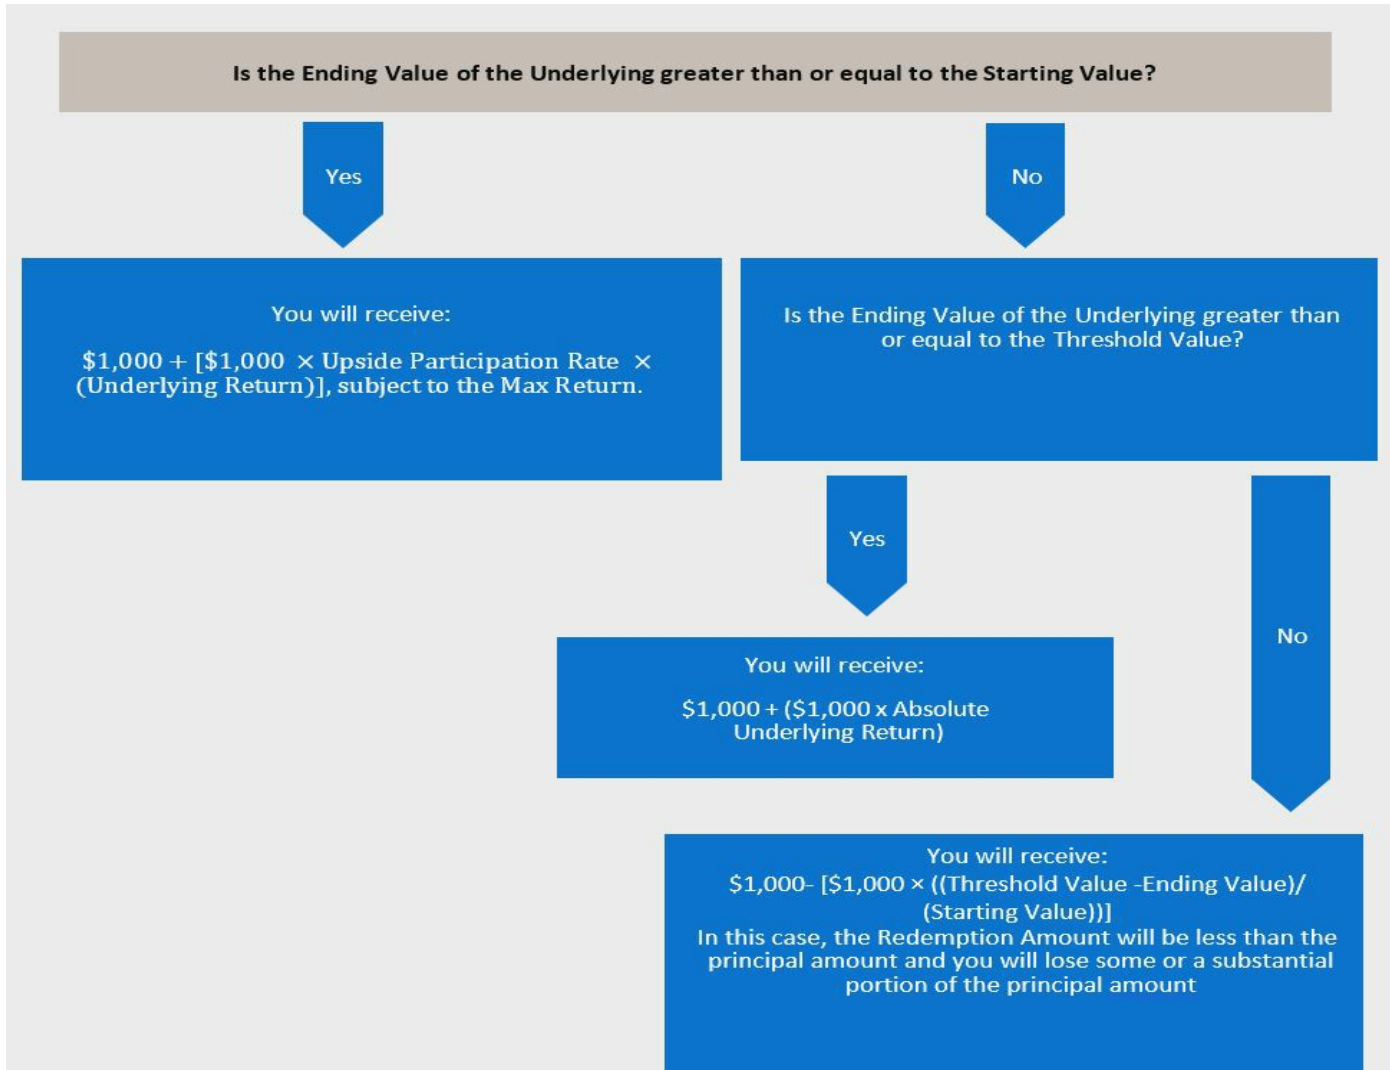 Is the Ending Value of the Underlying greater than or equal to the Starting Value?
Yes
No
You will receive:
$1,000 + [$1,000 × Upside Participation Rate ×
(Underlying Return)], subject to the Max Return.
Is the Ending Value of the Underlying greater than
or equal to the Threshold Value?
Yes
No
You will receive:
$1,000 + ($1,000 x Absolute
Underlying Return)
You will receive:
$1,000- [$1,000 × ((Threshold Value -Ending Value)/
(Starting Value))]
In this case, the Redemption Amount will be less than the
principal amount and you will lose some or a substantial
portion of the principal amount